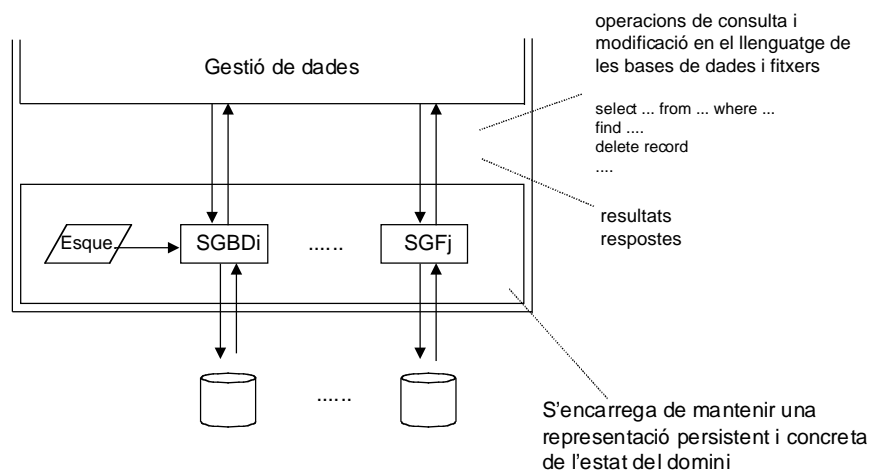 operacions de consulta i
modificació en el llenguatge de
les bases de dades i fitxers
Gestió de dades
select ... from ... where ...
find ....
delete record
....
resultats
respostes
Esque
SGBDi
......
SGFj
......
S'encarrega de mantenir una
representació persistent i concreta
de l'estat del domini